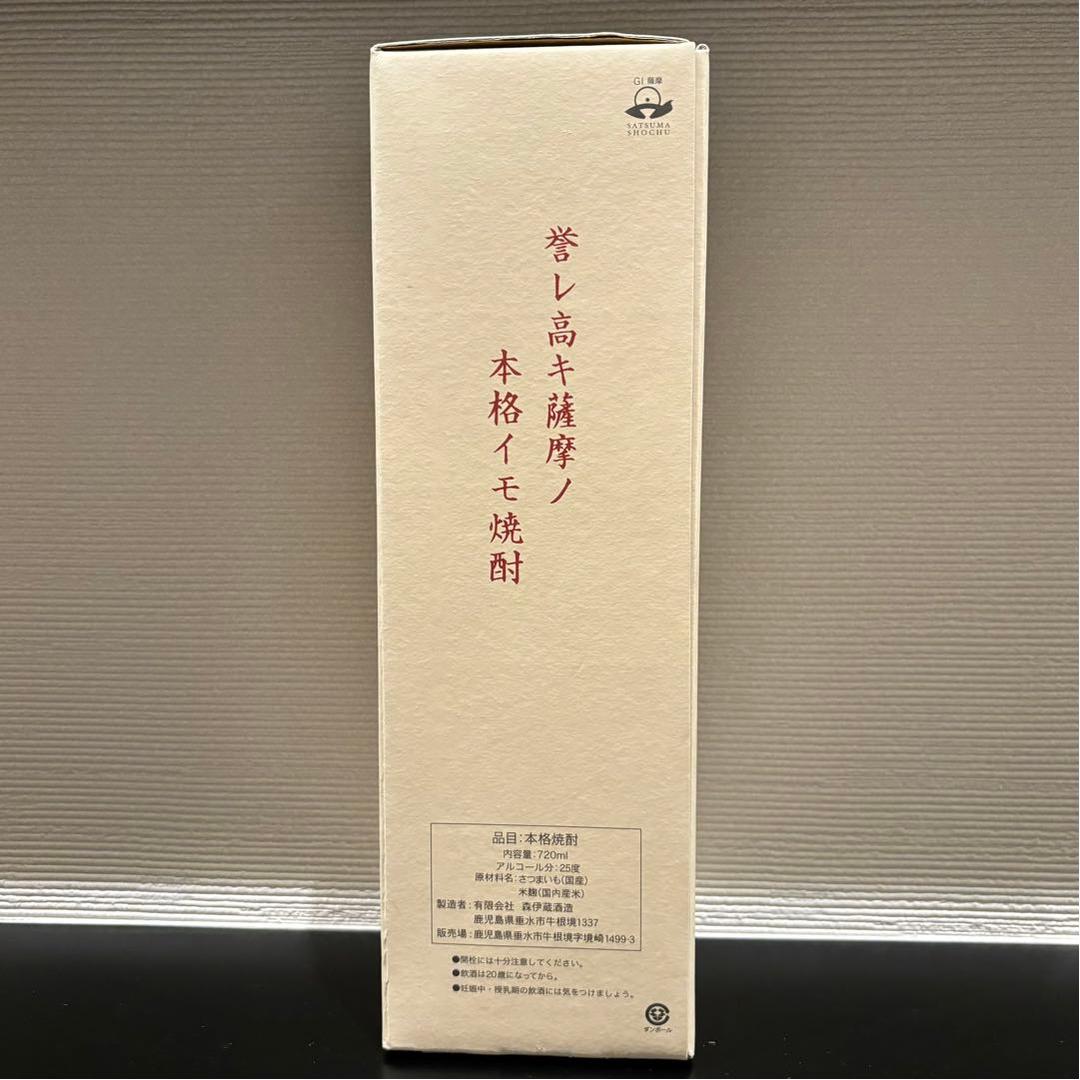 GI 薩摩
SATSUMA
SHOCHU
誉レ高キ薩摩ノ
本格イモ焼酎
品目:本格焼酎
内容量:720ml
アルコール分:25度
原材料名:さつまいも(国産)
米麹(国内産米)
製造者:有限会社 森伊蔵酒造
鹿児島県垂水市牛根境1337
販売場:鹿児島県垂水市牛根境字境崎1499-3
●開栓には十分注意してください。
●飲酒は20歳になってから。
●妊娠中・授乳期の飲酒には気をつけましょう。
ダンボール